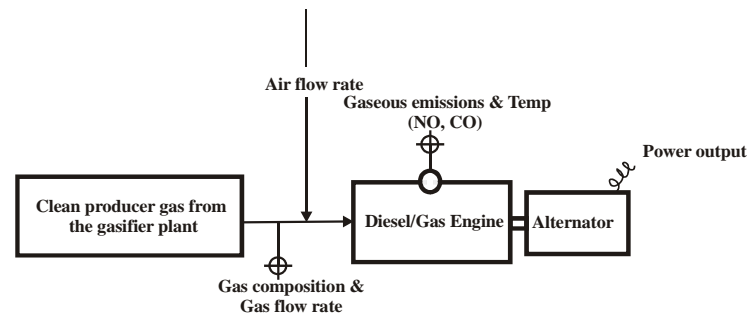 Air flow rate
Gaseous emissions & Temp
(NO, CO)
Power output
Clean producer gas from
the gasifier plant
Diesel/Gas Engine
Alternator
Gas composition &
Gas flow rate